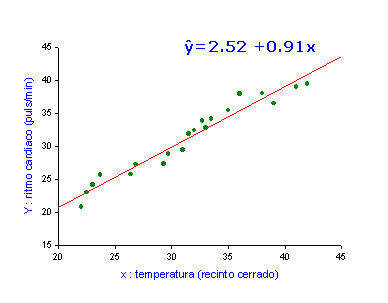 ŷ=2.52 +0.91x
45
40
35
30
25
20
15
Y : ritmo cardíaco (puls/min)
20 25 30 35 40 45
x : temperatura (recinto cerrado)